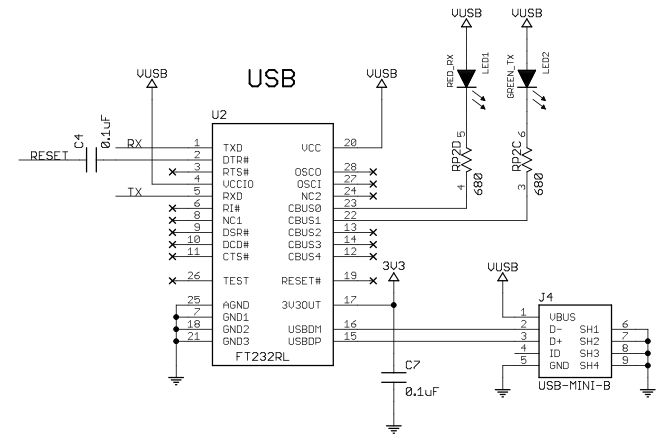 VUSB
VUSB
RED_RX
LED1
GREEN_TX
LED2
VUSB
USB
VUSB
U2
C4
0.1uF
RX
RESET
TX
1 TXD VCC 20
2 DTR#
3 RTS# OSCO 28
4 VCCIO OSCI 27
5 RXD NC2 24
6 RI# CBUS0 23
8 NC1 CBUS1 22
9 DSR# CBUS2 13
10 DCD# CBUS3 14
11 CTS# CBUS4 12
26 TEST RESET# 19
25 AGND 3V3OUT 17
7 GND1
18 GND2 USBDM 16
21 GND3 USBDP 15
FT232RL
5
RP2D
4
680
6
RP2C
3
680
3V3
C7
0.1uF
VUSB
J4
1 VBUS
2 D- SH1 6
3 D+ SH2 7
4 ID SH3 8
5 GND SH4 9
USB-MINI-B